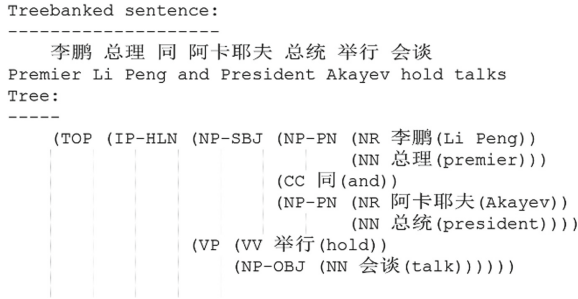 Treebanked sentence:
--------------------
李鹏 总理 同 阿卡耶夫 总统 举行 会谈
Premier Li Peng and President Akayev hold talks
Tree:
-----
(TOP (IP-HLN (NP-SBJ (NP-PN (NR 李鹏(Li Peng))
(NN 总理(premier)))
(CC 同(and))
(NP-PN (NR 阿卡耶夫(Akayev))
(NN 总统(president))))
(VP (VV 举行(hold))
(NP-OBJ (NN 会谈(talk))))))